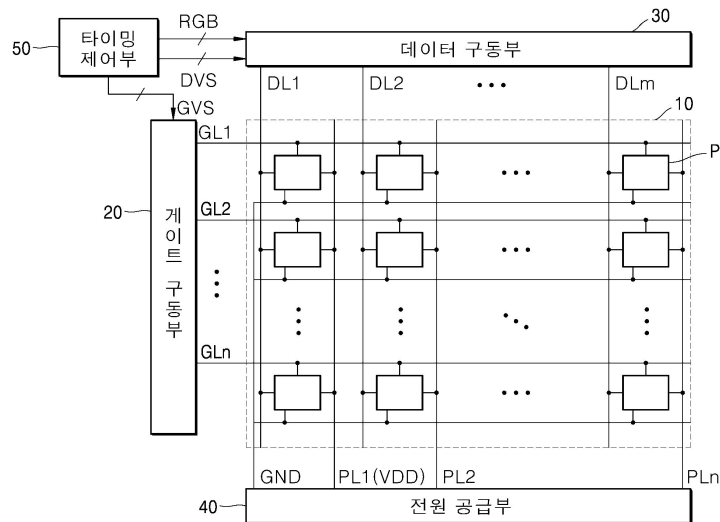 RGB
30
50
타이밍
제어부
데이터 구동부
DVS
DL1
DL2
DLm
GVS
10
GL1
P
20
GL2
게이트 구동부
GLn
GND
PL1(VDD)
PL2
PLn
40
전원 공급부